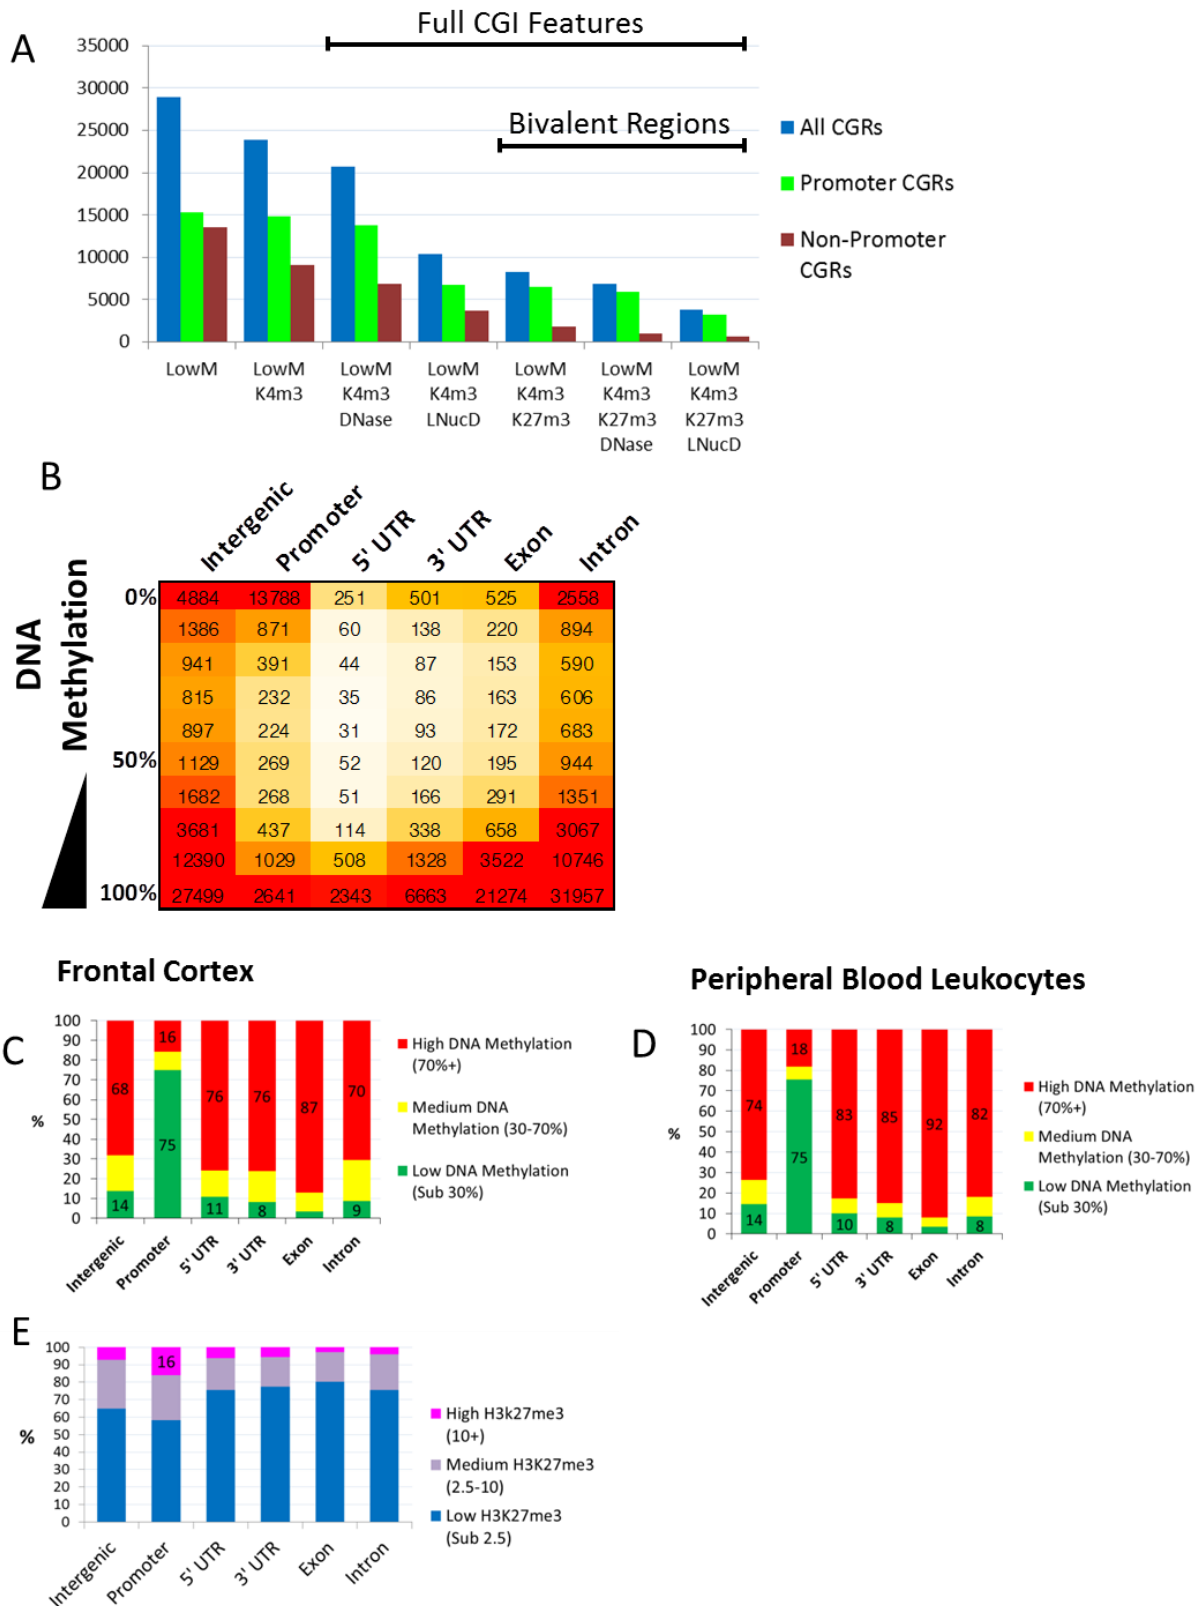 A
Full CGI Features
Bivalent Regions
35000
30000
25000
20000
15000
10000
5000
0
All CGRs
Promoter CGRs
Non-Promoter
CGRs
LowM
LowM
K4m3
LowM
K4m3
DNase
LowM
K4m3
LNucD
LowM
K4m3
K27m3
LowM
K4m3
K27m3
DNase
LowM
K4m3
K27m3
LNucD
B
Intergenic Promoter 5' UTR 3' UTR Exon Intron
DNA
Methylation
0% 4884 13788 251 501 525 2558
1386 871 60 138 220 894
941 391 44 87 153 590
815 232 35 86 163 606
897 224 31 93 172 683
50% 1129 269 52 120 195 944
1682 268 51 166 291 1351
3681 437 114 338 658 3067
12390 1029 508 1328 3522 10746
100% 27499 2641 2343 6663 21274 31957
Frontal Cortex
C
%
100
90
80
70
60
50
40
30
20
10
0
68 16 76 76 87 70
14 75 11 8 9
Intergenic Promoter 5' UTR 3' UTR Exon Intron
High DNA Methylation
(70%+)
Medium DNA
Methylation (30-70%)
Low DNA Methylation
(Sub 30%)
Peripheral Blood Leukocytes
D
%
100
90
80
70
60
50
40
30
20
10
0
74 18 83 85 92 82
14 75 10 8 8
Intergenic Promoter 5' UTR 3' UTR Exon Intron
High DNA Methylation
(70%+)
Medium DNA
Methylation (30-70%)
Low DNA Methylation
(Sub 30%)
E
%
100
90
80
70
60
50
40
30
20
10
0
16
Intergenic Promoter 5' UTR 3' UTR Exon Intron
High H3k27me3
(10+)
Medium H3K27me3
(2.5-10)
Low H3K27me3
(Sub 2.5)